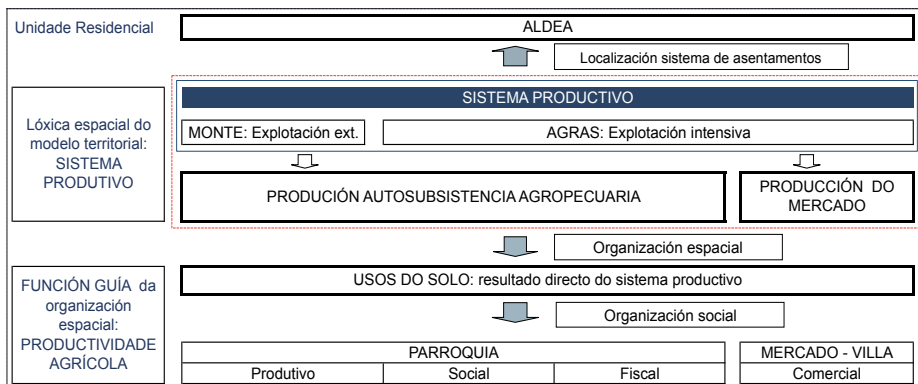 Unidade Residencial
ALDEA
Localización sistema de asentamentos
Lóxica espacial do
modelo territorial:
SISTEMA
PRODUTIVO
SISTEMA PRODUCTIVO
MONTE: Explotación ext.
AGRAS: Explotación intensiva
PRODUCIÓN AUTOSUBSISTENCIA AGROPECUARIA
PRODUCCIÓN DO
MERCADO
Organización espacial
FUNCIÓN GUÍA da
organización
espacial:
PRODUCTIVIDADE
AGRÍCOLA
USOS DO SOLO: resultado directo do sistema productivo
Organización social
PARROQUIA
MERCADO - VILLA
Produtivo
Social
Fiscal
Comercial